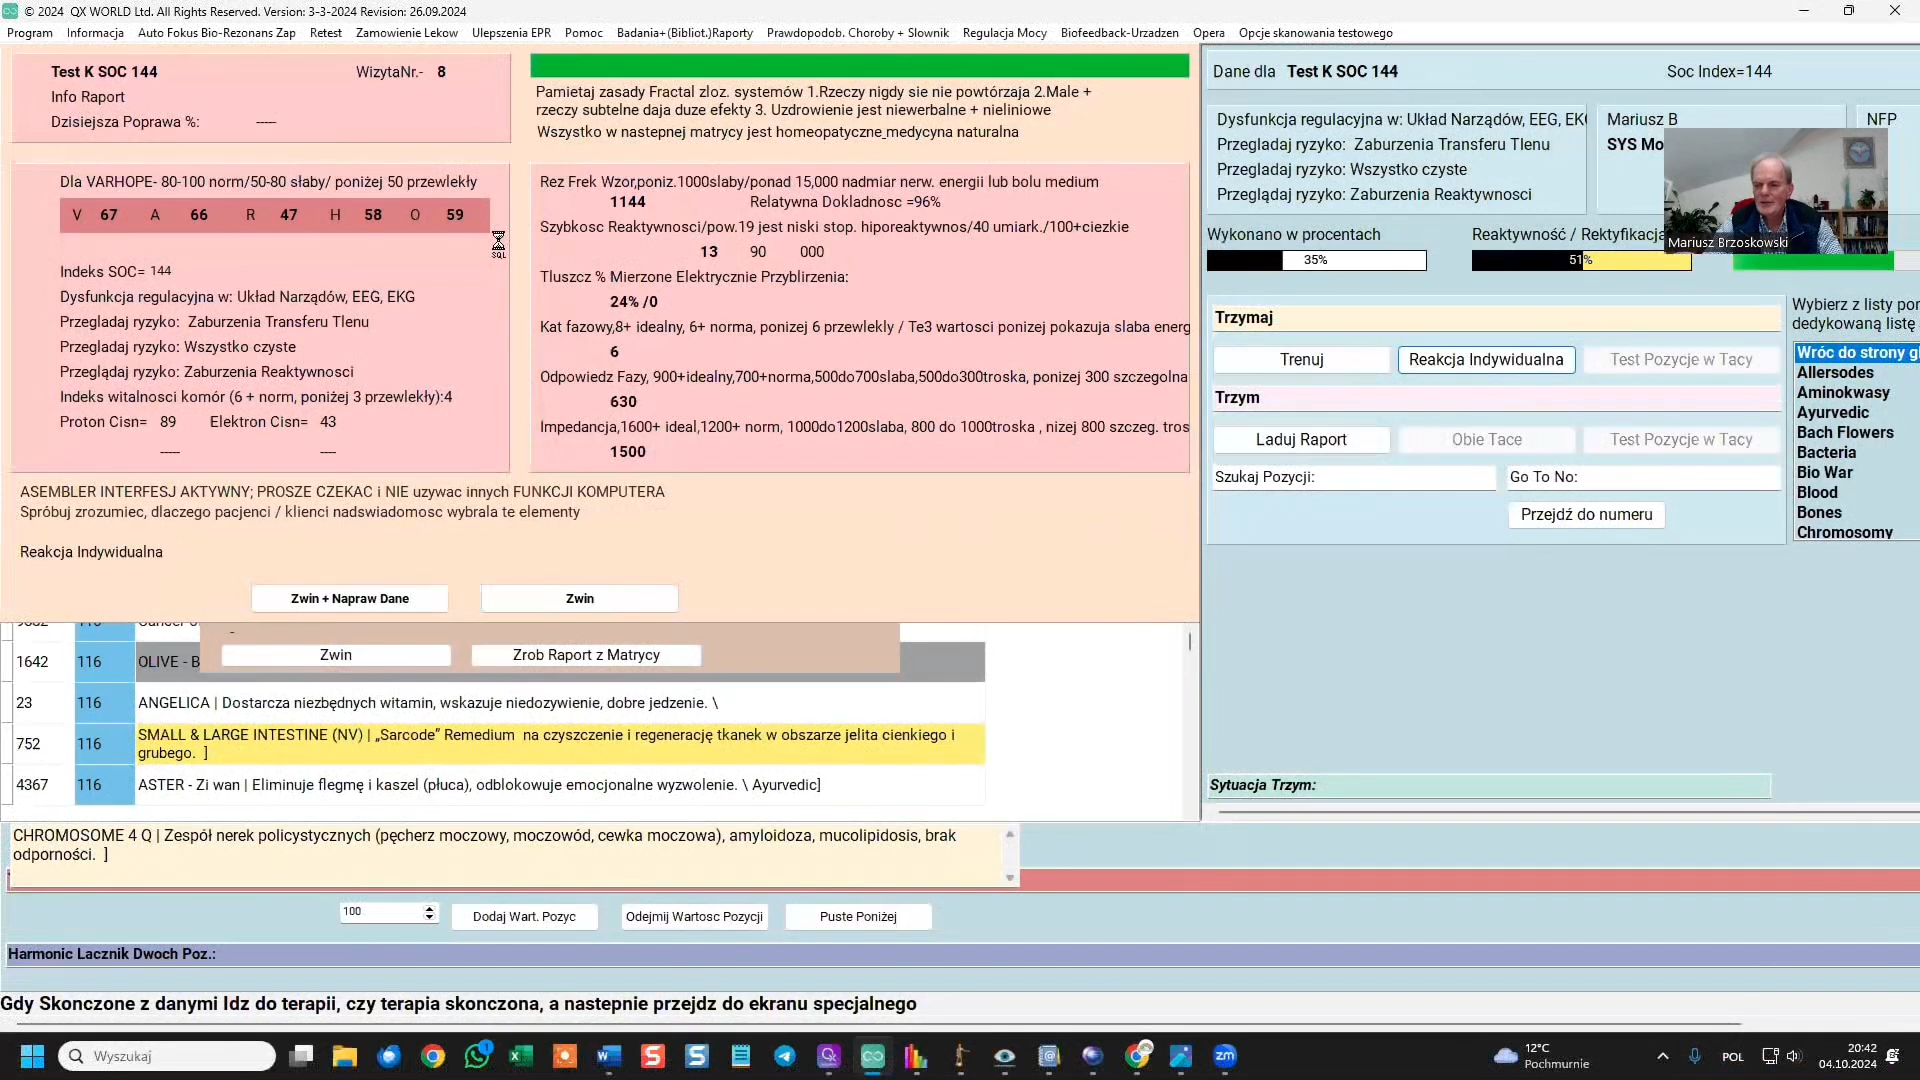 © 2024 QX WORLD Ltd. All Rights Reserved. Version: 3-3-2024 Revision: 26.09.2024
Program Informacja Auto Fokus Bio-Rezonans Zap Retest Zamowienie Lekow Ulepszenia EPR Pomoc Badania+(Bibliot.)Raporty Prawdopodob. Choroby + Slownik Regulacja Mocy Biofeedback-Urzadzen Opera Opcje skanowania testowego
Test K SOC 144 WizytaNr.- 8
Info Raport
Dzisiejsza Poprawa %: -----
Pamietaj zasady Fractal zloz. systemów 1.Rzeczy nigdy sie nie powtórzaja 2.Male +
rzeczy subtelne daja duze efekty 3. Uzdrowienie jest niewerbalne + nieliniowe
Wszystko w nastepnej matrycy jest homeopatyczne_medycyna naturalna
Dla VARHOPE- 80-100 norm/50-80 słaby/ poniżej 50 przewlekły
V 67 A 66 R 47 H 58 O 59
SQL
Indeks SOC= 144
Dysfunkcja regulacyjna w: Układ Narządów, EEG, EKG
Przegladaj ryzyko: Zaburzenia Transferu Tlenu
Przegladaj ryzyko: Wszystko czyste
Przeglądaj ryzyko: Zaburzenia Reaktywnosci
Indeks witalnosci komór (6 + norm, poniżej 3 przewlekły):4
Proton Cisn= 89 Elektron Cisn= 43
----- ----
Rez Frek Wzor,poniz.1000slaby/ponad 15,000 nadmiar nerw. energii lub bolu medium
1144 Relatywna Dokladnosc =96%
Szybkosc Reaktywnosci/pow.19 jest niski stop. hiporeaktywnos/40 umiark./100+ciezkie
13 90 000
Tluszcz % Mierzone Elektrycznie Przyblirzenia:
24% /0
Kat fazowy,8+ idealny, 6+ norma, ponizej 6 przewlekly / Te3 wartosci ponizej pokazuja slaba energ
6
Odpowiedz Fazy, 900+idealny,700+norma,500do700slaba,500do300troska, ponizej 300 szczegolna
630
Impedancja,1600+ ideal,1200+ norm, 1000do1200slaba, 800 do 1000troska , nizej 800 szczeg. tros
1500
ASEMBLER INTERFESJ AKTYWNY; PROSZE CZEKAC i NIE uzywac innych FUNKCJI KOMPUTERA
Spróbuj zrozumiec, dlaczego pacjenci / klienci nadswiadomosc wybrala te elementy
Reakcja Indywidualna
Zwin + Napraw Dane Zwin
Zwin Zrob Raport z Matrycy
1642 116 OLIVE - B
23 116 ANGELICA | Dostarcza niezbędnych witamin, wskazuje niedozywienie, dobre jedzenie. \
752 116 SMALL & LARGE INTESTINE (NV) | „Sarcode” Remedium na czyszczenie i regenerację tkanek w obszarze jelita cienkiego i
grubego. ]
4367 116 ASTER - Zi wan | Eliminuje flegmę i kaszel (płuca), odblokowuje emocjonalne wyzwolenie. \ Ayurvedic]
CHROMOSOME 4 Q | Zespół nerek policystycznych (pęcherz moczowy, moczowód, cewka moczowa), amyloidoza, mucolipidosis, brak
odporności. ]
100 Dodaj Wart. Pozyc Odejmij Wartosc Pozycji Puste Poniżej
Harmonic Lacznik Dwoch Poz.:
Gdy Skonczone z danymi Idz do terapii, czy terapia skonczona, a nastepnie przejdz do ekranu specjalnego
Dane dla Test K SOC 144 Soc Index=144
Dysfunkcja regulacyjna w: Układ Narządów, EEG, EK
Przegladaj ryzyko: Zaburzenia Transferu Tlenu
Przegladaj ryzyko: Wszystko czyste
Przeglądaj ryzyko: Zaburzenia Reaktywnosci
Mariusz B
SYS Mo
NFP
Mariusz Brzoskowski
Wykonano w procentach Reaktywność / Rektyfikacja
35% 51%
Trzymaj
Trenuj Reakcja Indywidualna Test Pozycje w Tacy
Trzym
Laduj Raport Obie Tace Test Pozycje w Tacy
Szukaj Pozycji: Go To No:
Przejdź do numeru
Wybierz z listy por
dedykowaną listę
Wróc do strony gł
Allersodes
Aminokwasy
Ayurvedic
Bach Flowers
Bacteria
Bio War
Blood
Bones
Chromosomy
Sytuacja Trzym:
Wyszukaj
12°C
Pochmurnie
POL
20:42
04.10.2024